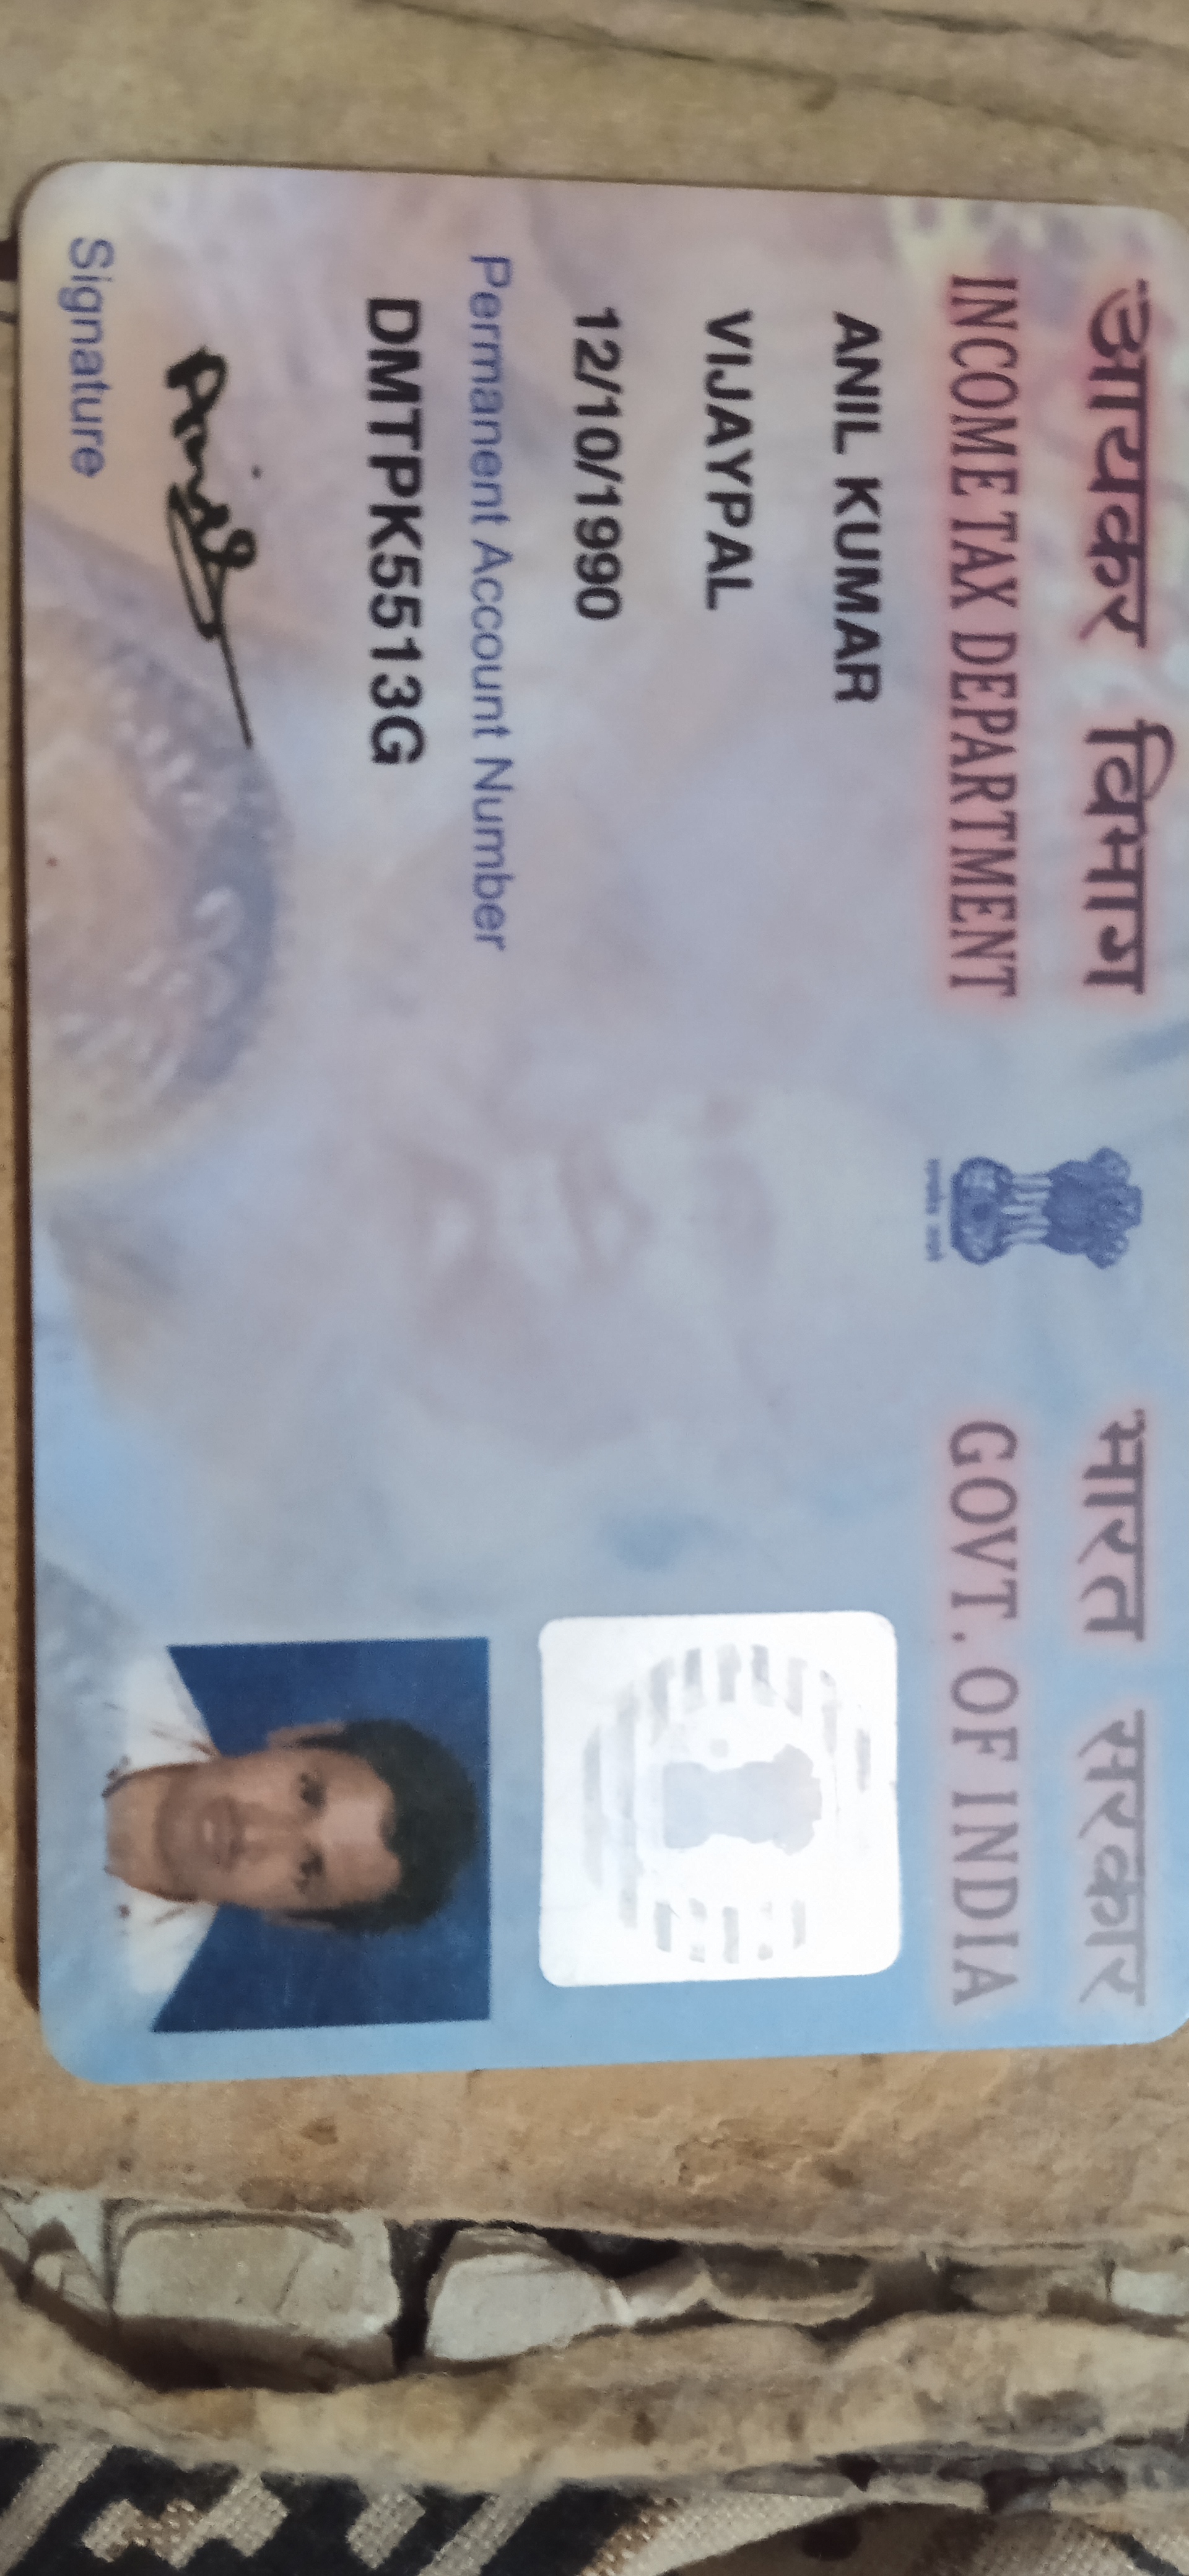 आयकर विभाग
INCOME TAX DEPARTMENT
भारत सरकार
GOVT. OF INDIA
ANIL KUMAR
VIJAYPAL
12/10/1990
Permanent Account Number
DMTPK5513G
Anil
Signature